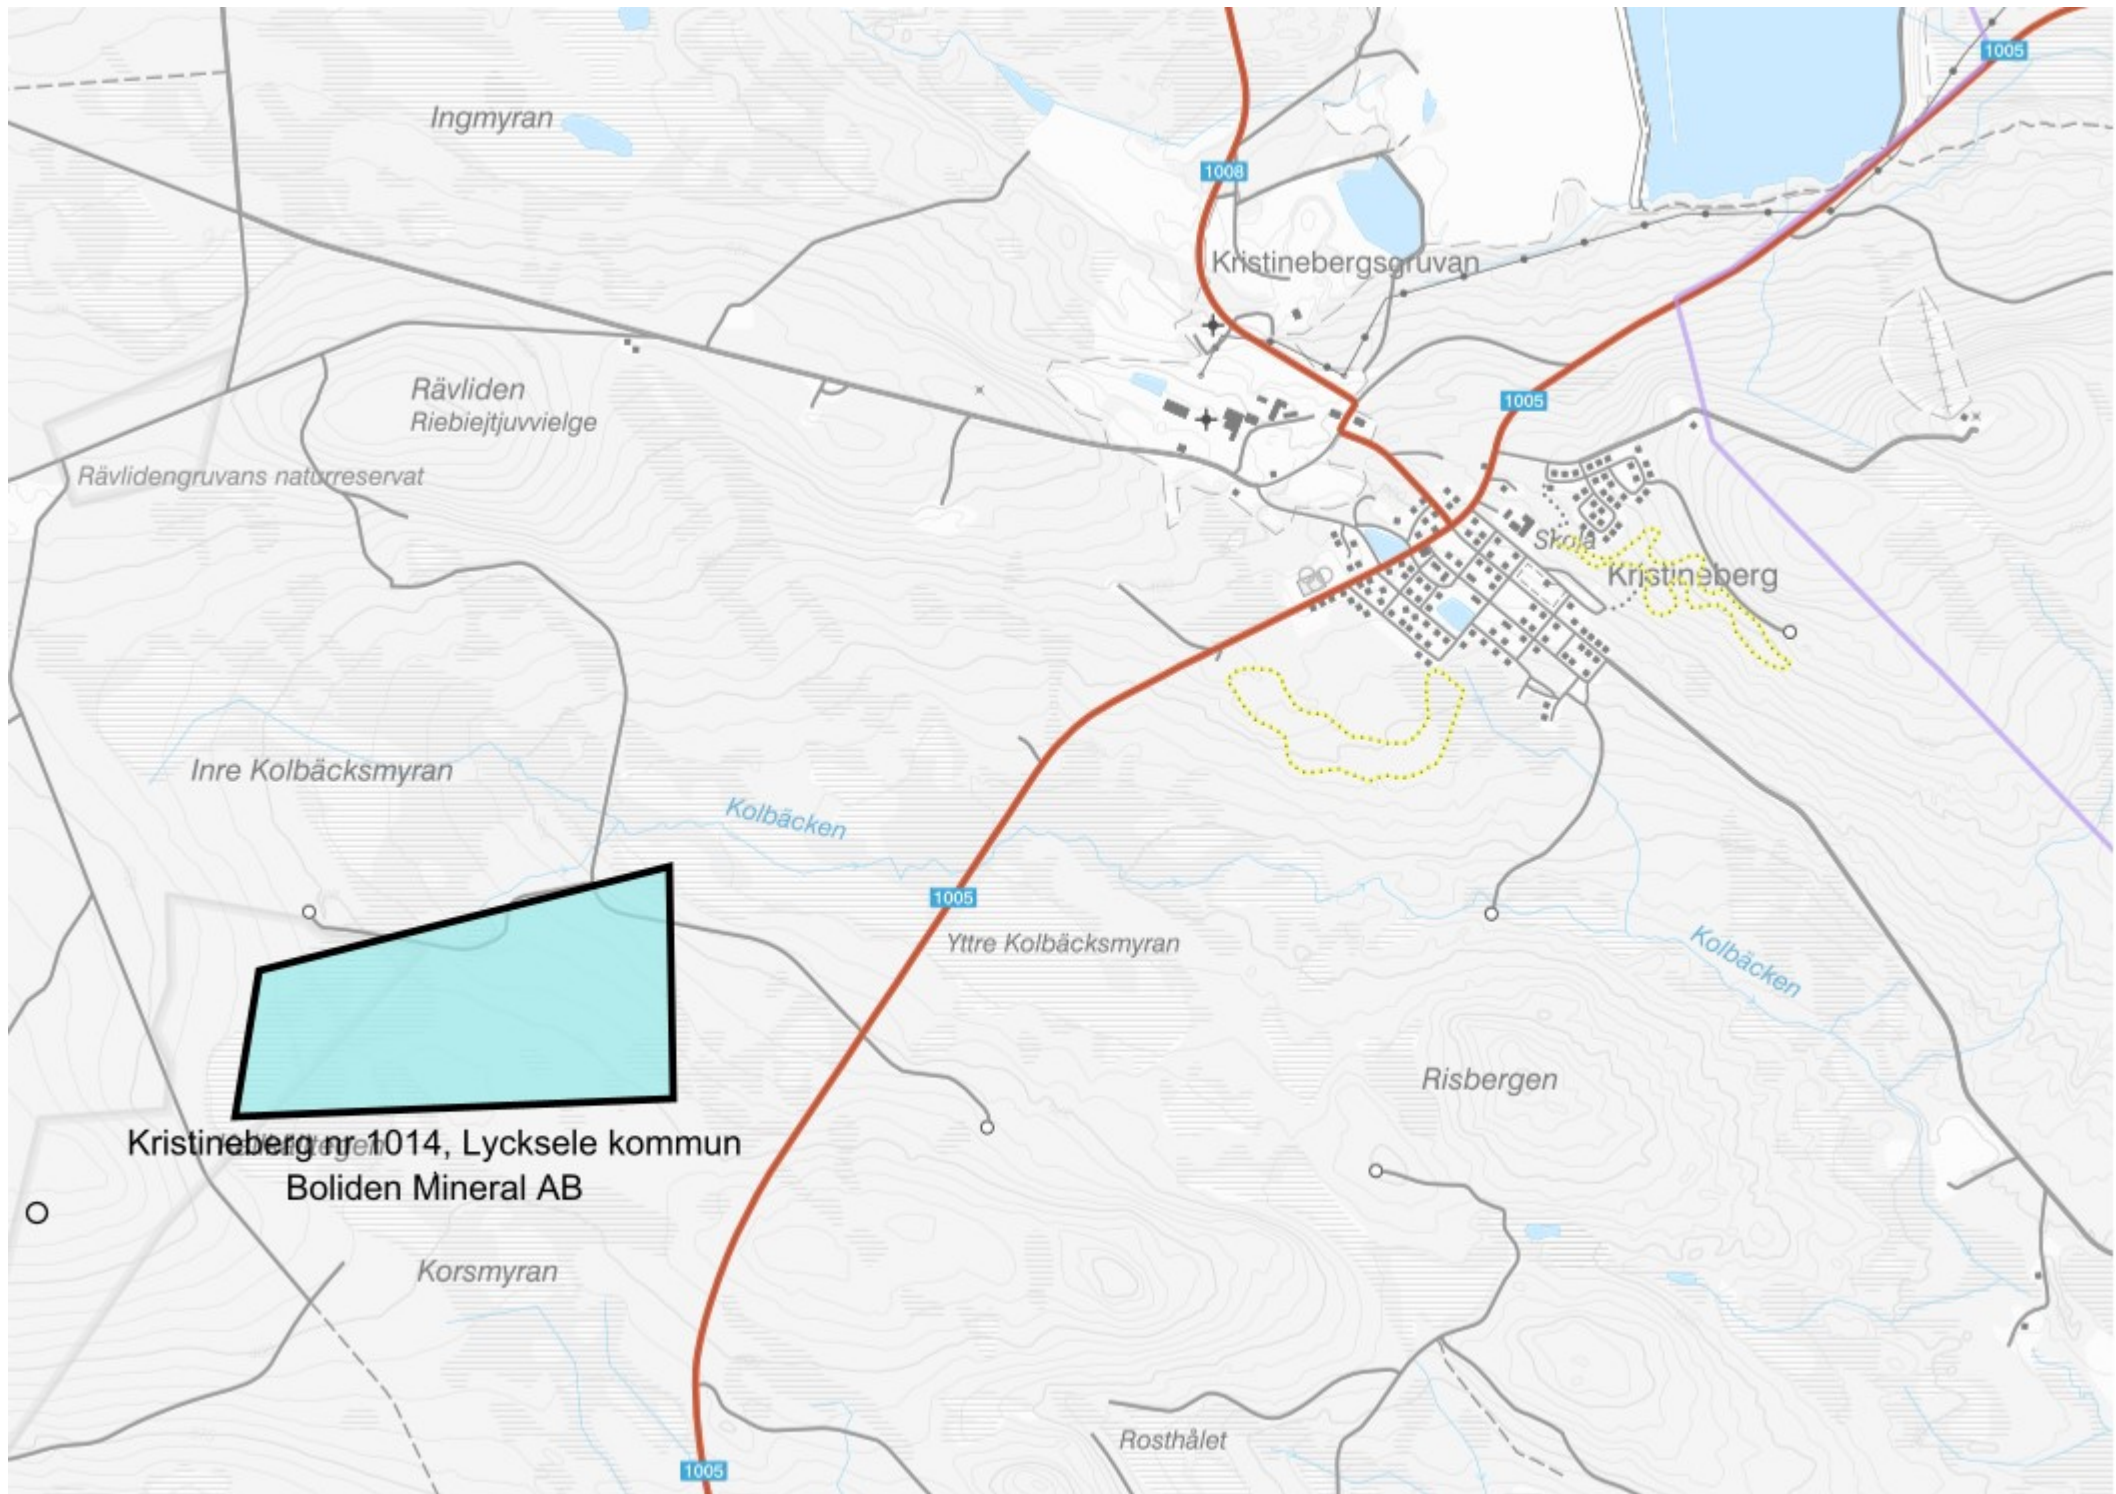 1005
Ingmyran
1008
Kristinebergsgruvan
Rävliden
Riebiejtjuvvielge
1005
Rävlidengruvans naturreservat
Skola
Kristineberg
Inre Kolbäcksmyran
Kolbäcken
1005
Yttre Kolbäcksmyran
Kolbäcken
Risbergen
Kristineberg nr 1014, Lycksele kommun
Boliden Mineral AB
Korsmyran
Rosthålet
1005